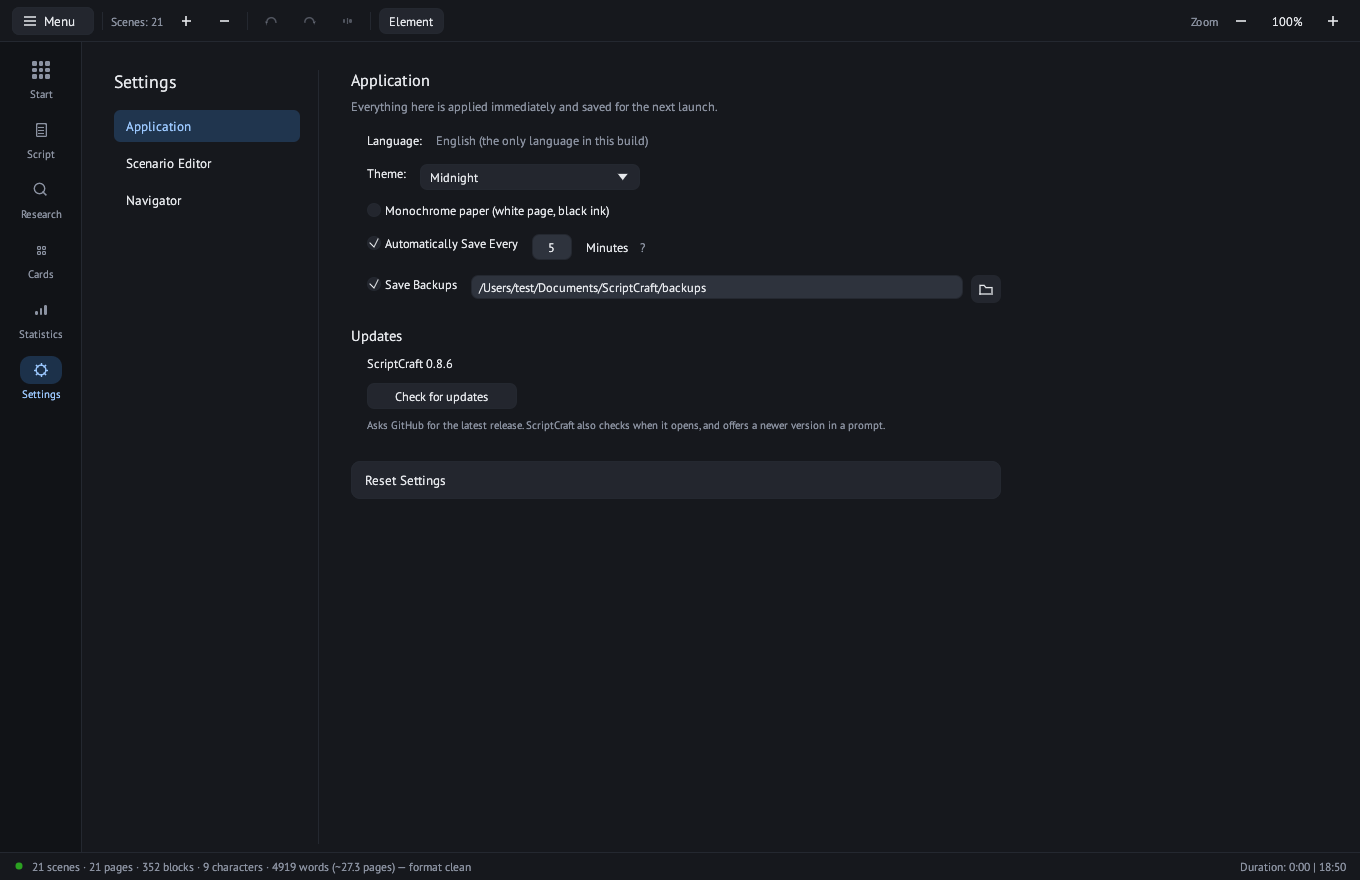 Menu
Scenes: 21
Element
Zoom
100%
Start
Script
Research
Cards
Statistics
Settings
Settings
Application
Scenario Editor
Navigator
Application
Everything here is applied immediately and saved for the next launch.
Language: English (the only language in this build)
Theme: Midnight
Monochrome paper (white page, black ink)
Automatically Save Every 5 Minutes ?
Save Backups /Users/test/Documents/ScriptCraft/backups
Updates
ScriptCraft 0.8.6
Check for updates
Asks GitHub for the latest release. ScriptCraft also checks when it opens, and offers a newer version in a prompt.
Reset Settings
21 scenes · 21 pages · 352 blocks · 9 characters · 4919 words (~27.3 pages) — format clean
Duration: 0:00 | 18:50